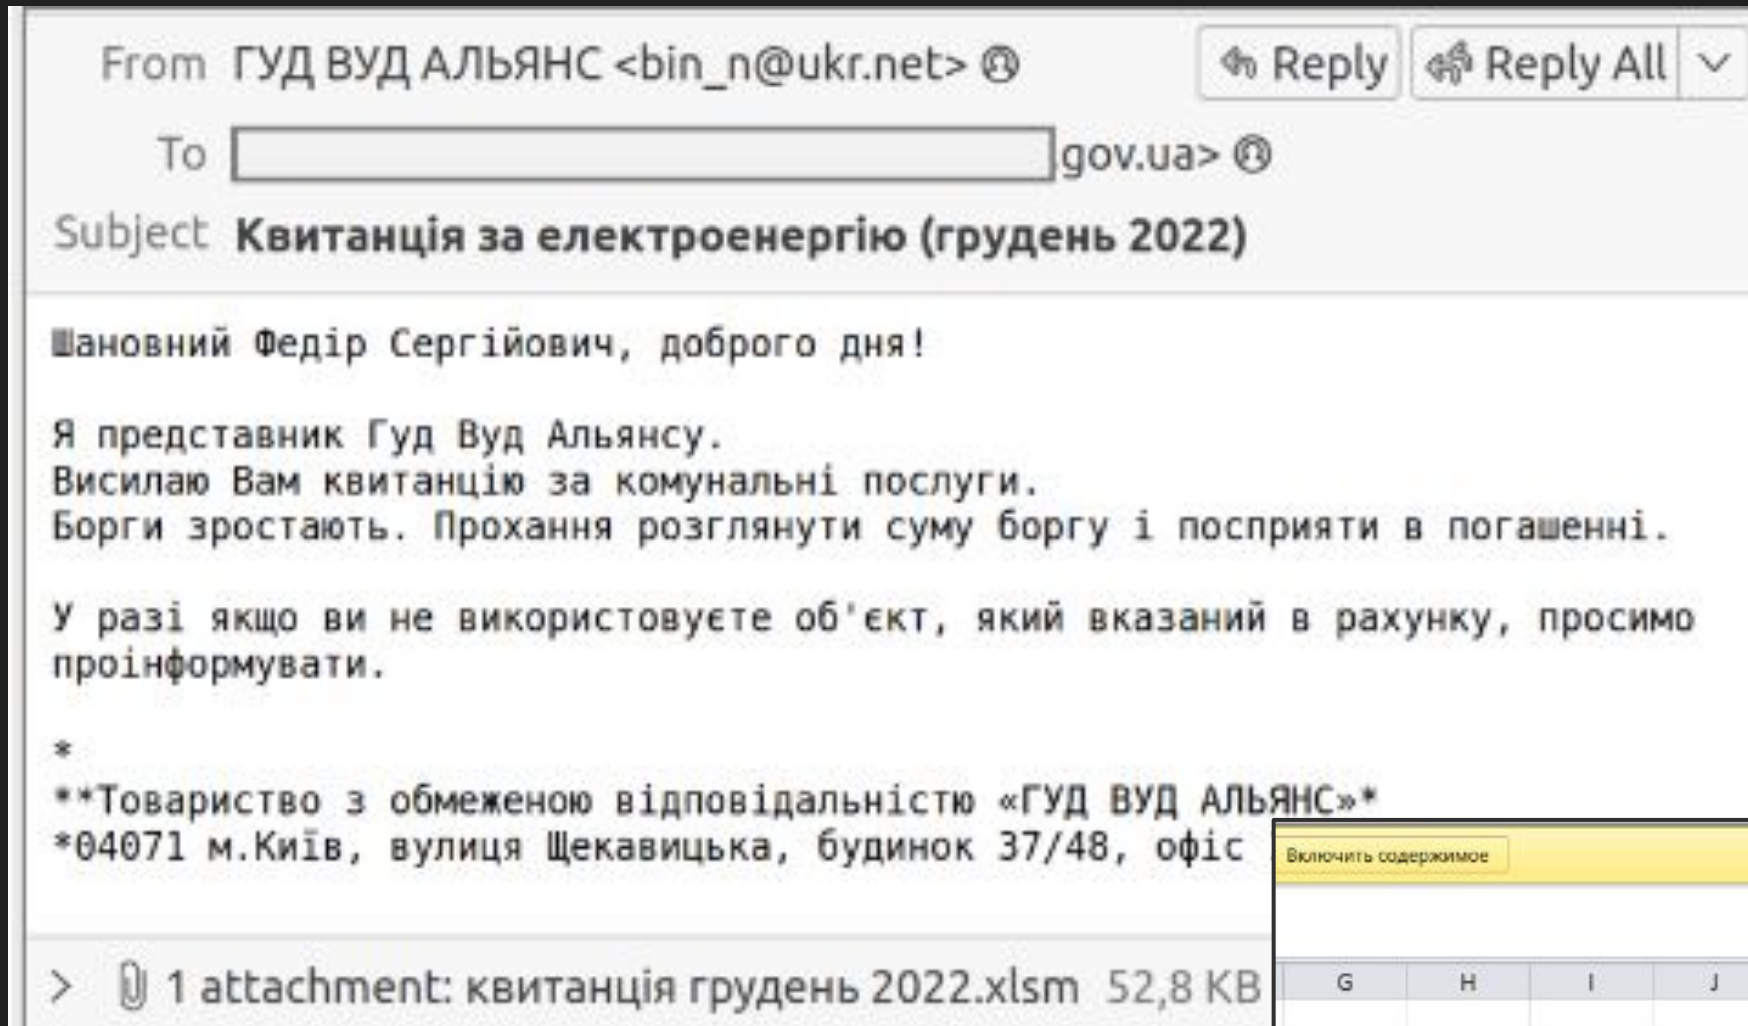 From ГУД ВУД АЛЬЯНС <bin_n@ukr.net>
Reply
Reply All
To
gov.ua>
Subject Квитанція за електроенергію (грудень 2022)
Шановний Федір Сергійович, доброго дня!
Я представник Гуд Вуд Альянсу.
Висилаю Вам квитанцію за комунальні послуги.
Борги зростають. Прохання розглянути суму боргу і посприяти в погашенні.
У разі якщо ви не використовуєте об'єкт, який вказаний в рахунку, просимо
проінформувати.
*
**Товариство з обмеженою відповідальністю «ГУД ВУД АЛЬЯНС»*
*04071 м.Київ, вулиця Щекавицька, будинок 37/48, офіс
Включить содержимое
> 1 attachment: квитанція грудень 2022.xlsm 52,8 KB
G H I J